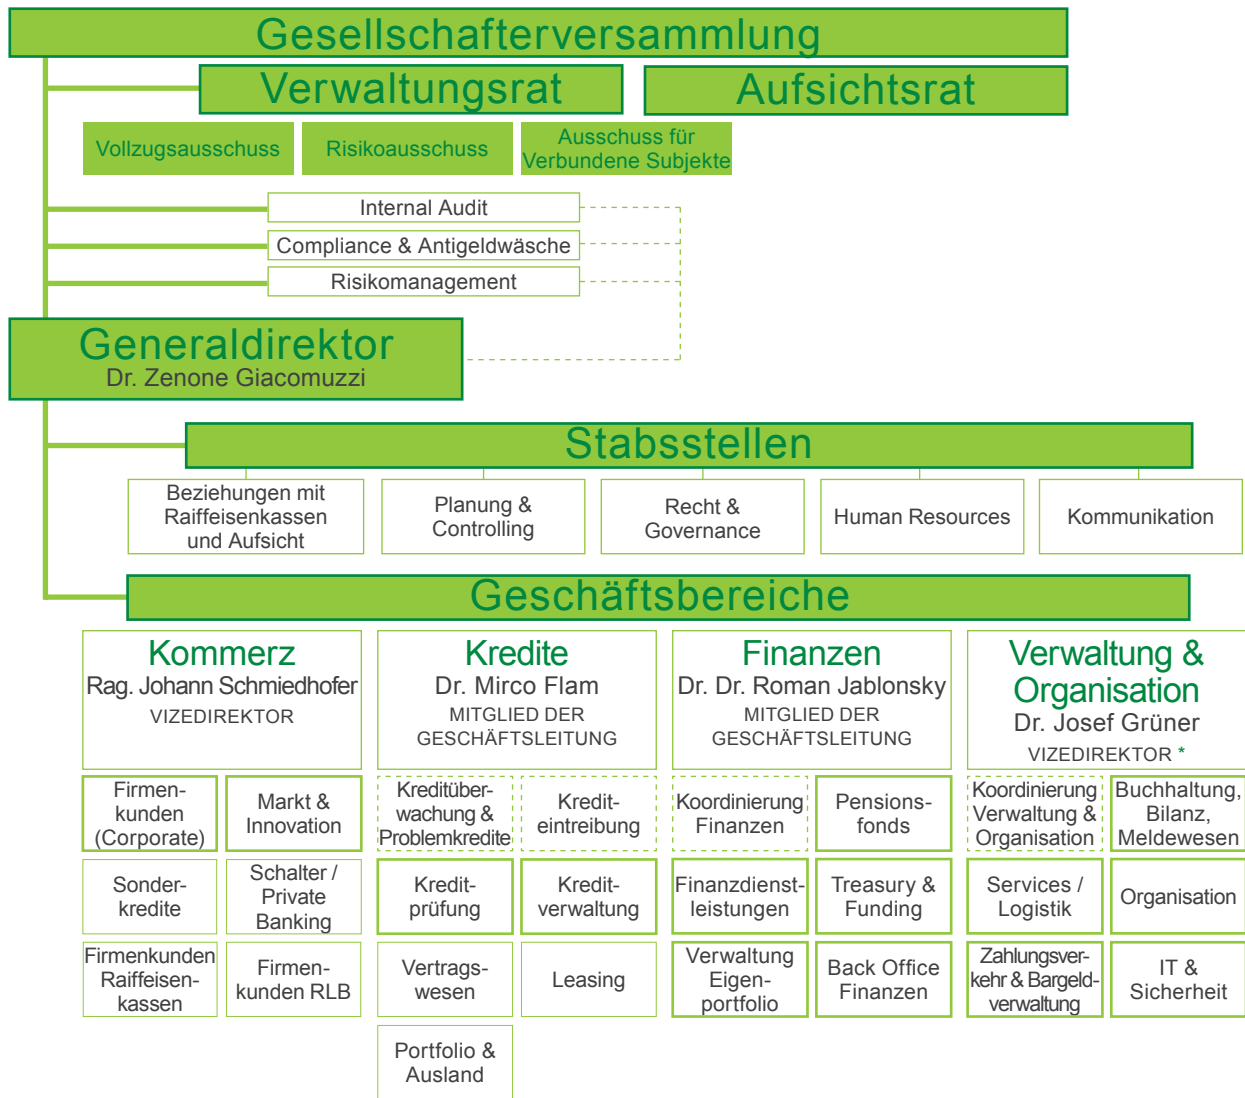 Gesellschafterversammlung
Verwaltungsrat
Aufsichtsrat
Vollzugsausschuss
Risikoausschuss
Ausschuss für
Verbundene Subjekte
Internal Audit
Compliance & Antigeldwäsche
Risikomanagement
Generaldirektor
Dr. Zenone Giacomuzzi
Stabsstellen
Beziehungen mit
Raiffeisenkassen
und Aufsicht
Planung &
Controlling
Recht &
Governance
Human Resources
Kommunikation
Geschäftsbereiche
Kommerz
Rag. Johann Schmiedhofer
VIZEDIREKTOR
Kredite
Dr. Mirco Flam
MITGLIED DER
GESCHÄFTSLEITUNG
Finanzen
Dr. Dr. Roman Jablonsky
MITGLIED DER
GESCHÄFTSLEITUNG
Verwaltung &
Organisation
Dr. Josef Grüner
VIZEDIREKTOR *
Firmen-
kunden
(Corporate)
Markt &
Innovation
Kreditüber-
wachung &
Problemkredite
Kredit-
eintreibung
Koordinierung
Finanzen
Pensions-
fonds
Koordinierung
Verwaltung &
Organisation
Buchhaltung,
Bilanz,
Meldewesen
Sonder-
kredite
Schalter /
Private
Banking
Kredit-
prüfung
Kredit-
verwaltung
Finanzdienst-
leistungen
Treasury &
Funding
Services /
Logistik
Organisation
Firmenkunden
Raiffeisen-
kassen
Firmen-
kunden RLB
Vertrags-
wesen
Leasing
Verwaltung
Eigen-
portfolio
Back Office
Finanzen
Zahlungsver-
kehr & Bargeld-
verwaltung
IT &
Sicherheit
Portfolio &
Ausland